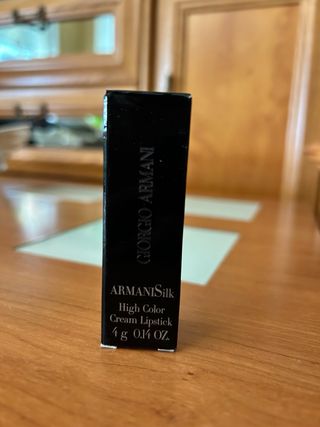 GIORGIO ARMANI
ARMANISilk
High Color
Cream Lipstick
4 g 0.14 OZ.